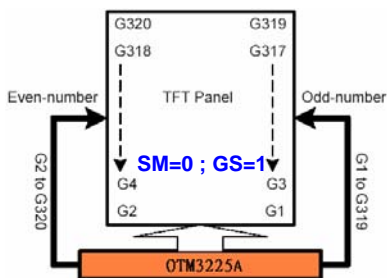 G320 G319
G318 G317
Even-number TFT Panel Odd-number
SM=0 ; GS=1
G2 to G320
G1 to G319
G4 G3
G2 G1
OTM3225A